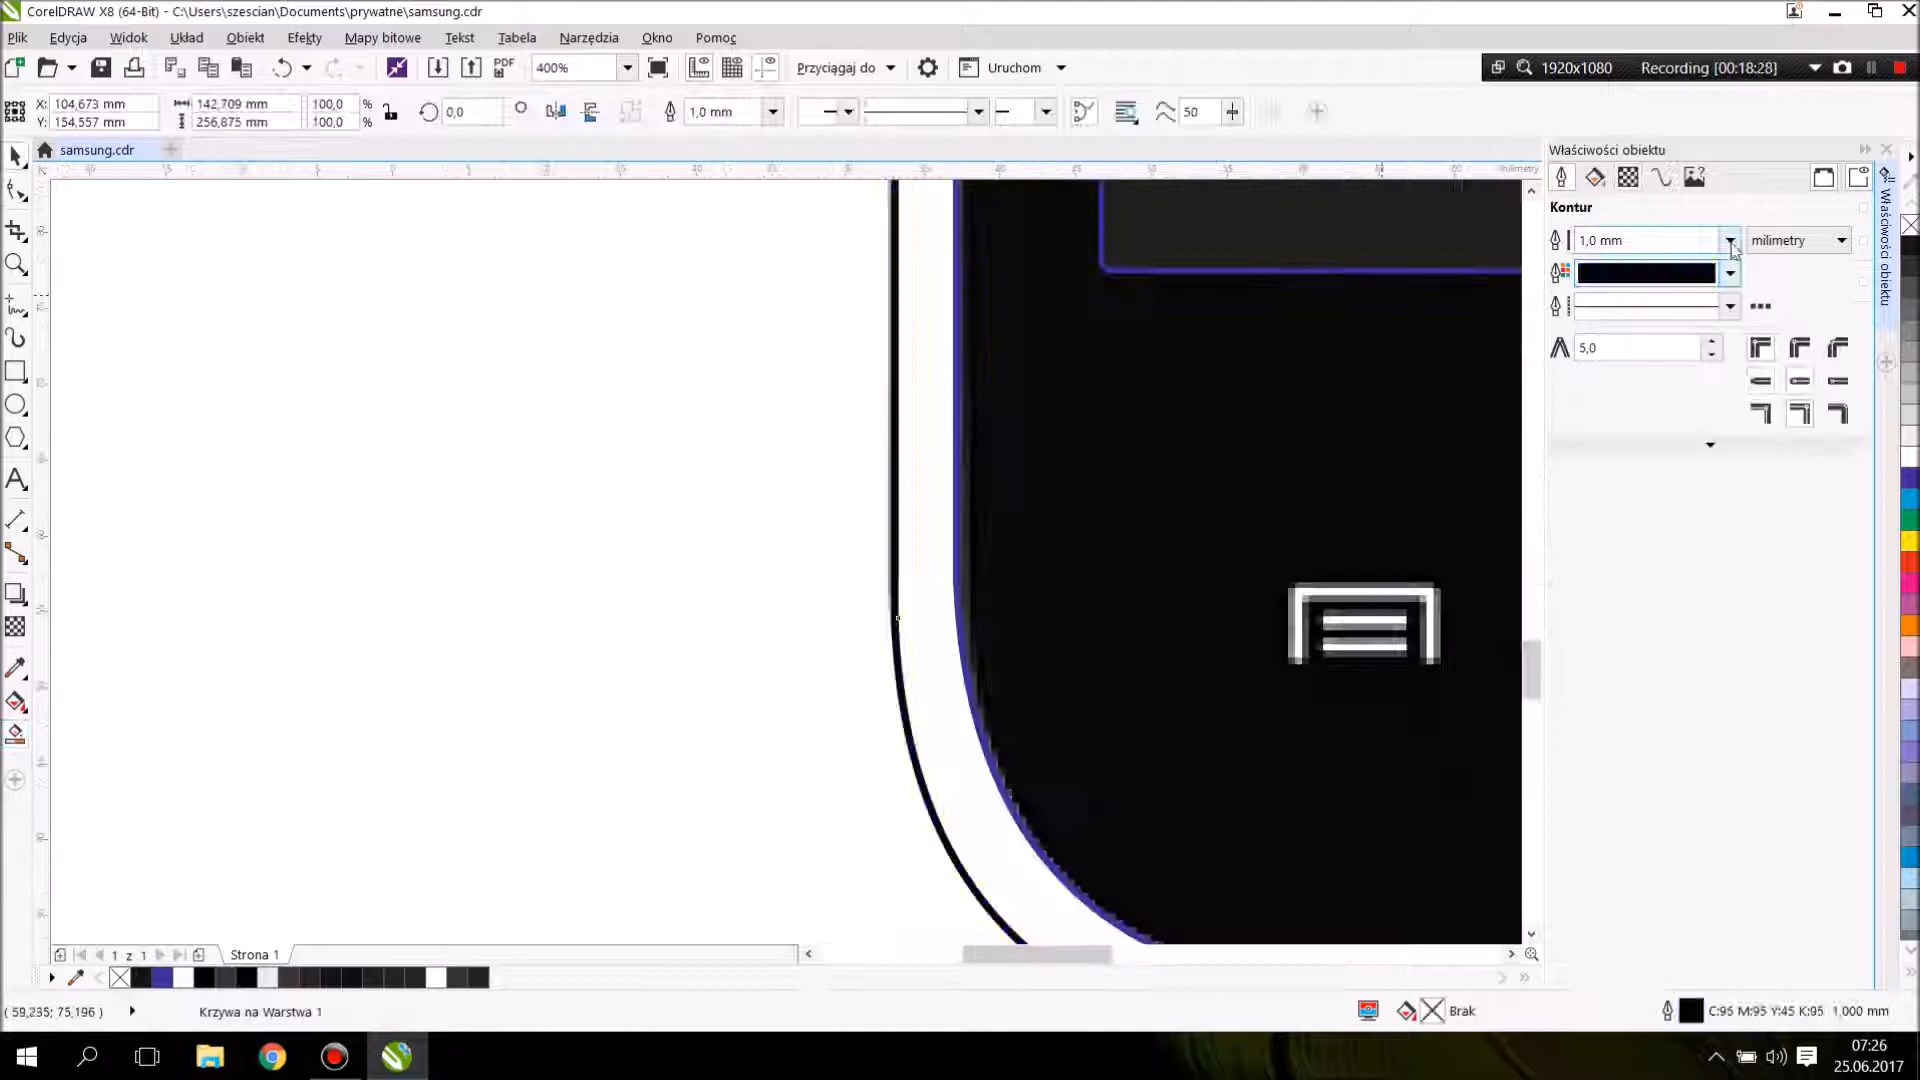 CorelDRAW X8 (64-Bit) - C:\Users\szescian\Documents\prywatne\samsung.cdr
Plik Edycja Widok Układ Obiekt Efekty Mapy bitowe Tekst Tabela Narzędzia Okno Pomoc
PDF 400% Przyciągaj do Uruchom 1920x1080 Recording [00:18:28]
X: 104,673 mm 142,709 mm 100,0 %
Y: 154,557 mm 256,875 mm 100,0 %
0,0 1,0 mm 50
samsung.cdr
Właściwości obiektu
milimetry
Kontur
1,0 mm milimetry
5,0
Właściwości obiektu
1 z 1 Strona 1
( 59,235; 75,196 ) Krzywa na Warstwa 1 Brak C:95 M:95 Y:45 K:95 1,000 mm
07:26
25.06.2017